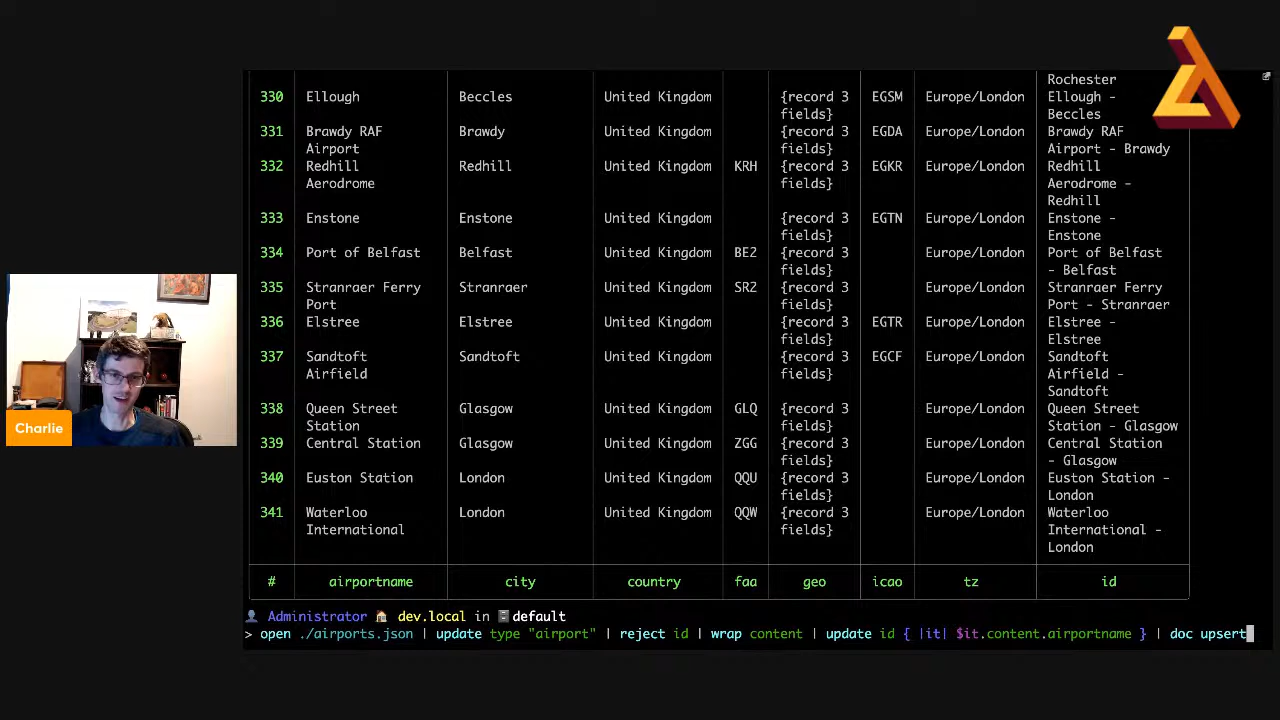 Rochester
330 Ellough Beccles United Kingdom {record 3 EGSM Europe/London Ellough -
fields} Beccles
331 Brawdy RAF Brawdy United Kingdom {record 3 EGDA Europe/London Brawdy RAF
Airport fields} Airport - Brawdy
332 Redhill Redhill United Kingdom KRH {record 3 EGKR Europe/London Redhill
Aerodrome fields} Aerodrome -
Redhill
333 Enstone Enstone United Kingdom {record 3 EGTN Europe/London Enstone -
fields} Enstone
334 Port of Belfast Belfast United Kingdom BEZ {record 3 Europe/London Port of Belfast
fields} - Belfast
335 Stranraer Ferry Stranraer United Kingdom SRZ {record 3 Europe/London Stranraer Ferry
Port fields} Port - Stranraer
336 Elstree Elstree United Kingdom {record 3 EGTR Europe/London Elstree -
fields} Elstree
337 Sandtoft Sandtoft United Kingdom {record 3 EGCF Europe/London Sandtoft
Airfield fields} Airfield -
Sandtoft
338 Queen Street Glasgow United Kingdom GLQ {record 3 Europe/London Queen Street
Station fields} Station - Glasgow
339 Central Station Glasgow United Kingdom ZGG {record 3 Europe/London Central Station
fields} - Glasgow
340 Euston Station London United Kingdom QQU {record 3 Europe/London Euston Station -
fields} London
341 Waterloo London United Kingdom QQW {record 3 Europe/London Waterloo
International fields} International -
London
# airportname city country faa geo icao tz id
Administrator dev.local in default
> open ./airports.json | update type "airport" | reject id | wrap content | update id { |it| $it.content.airportname } | doc upsert
Charlie